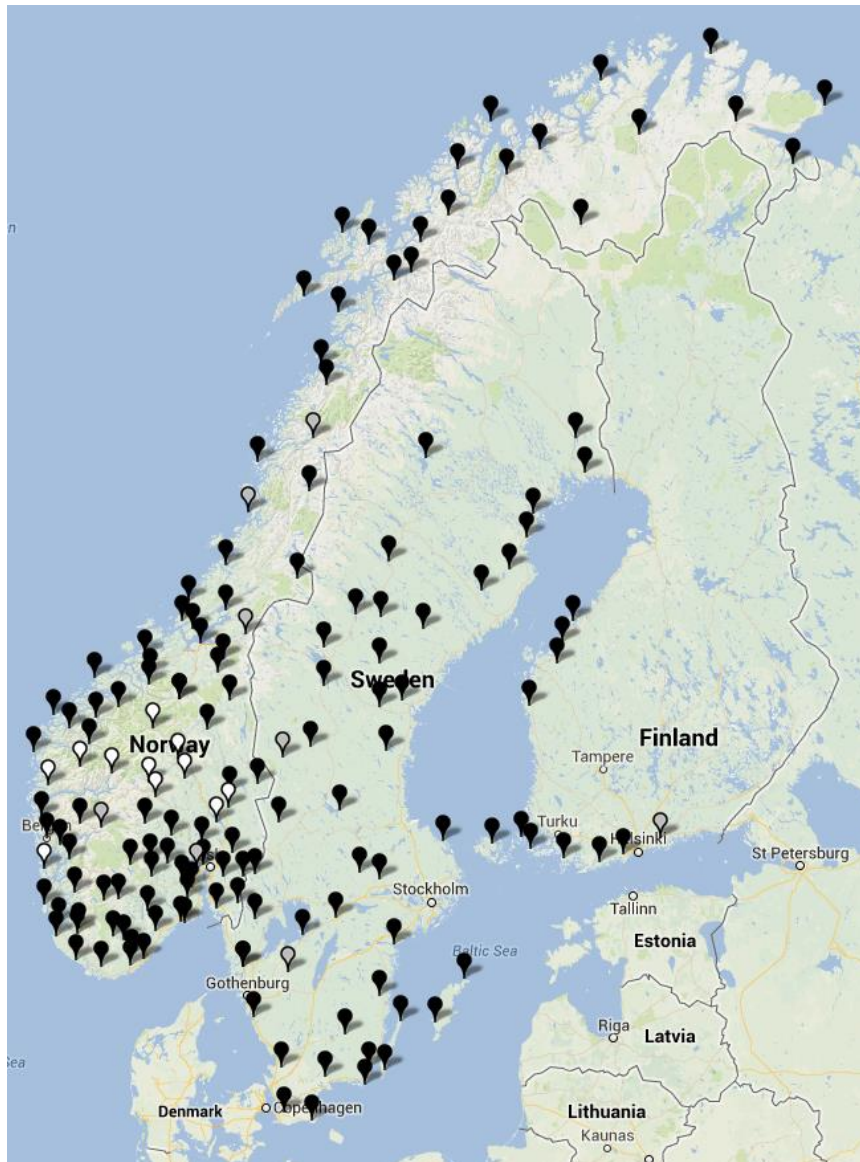 n
Sweden
Norway
Finland
Tampere
Bergen
Turku
Helsinki
St Petersburg
Stockholm
Tallinn
Estonia
Baltic Sea
Gothenburg
Riga
Latvia
Sea
Denmark
Copenhagen
Lithuania
Kaunas